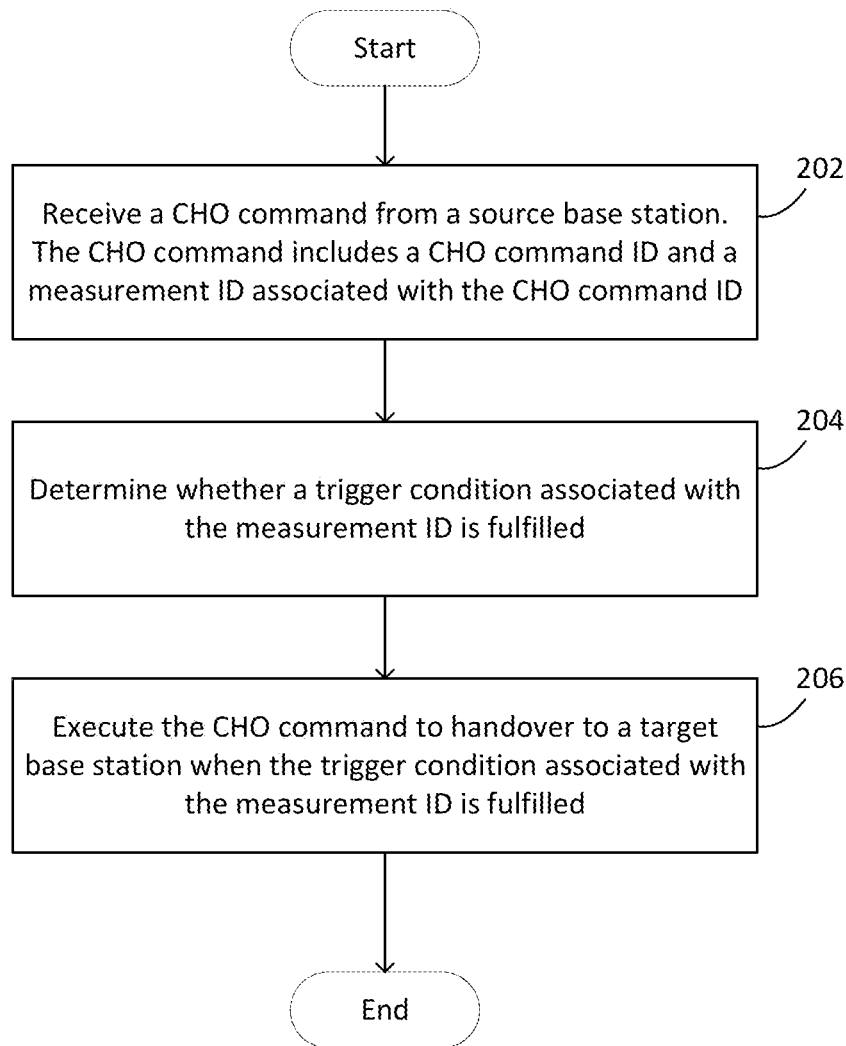 Start
202
Receive a CHO command from a source base station.
The CHO command includes a CHO command ID and a
measurement ID associated with the CHO command ID
204
Determine whether a trigger condition associated with
the measurement ID is fulfilled
206
Execute the CHO command to handover to a target
base station when the trigger condition associated with
the measurement ID is fulfilled
End